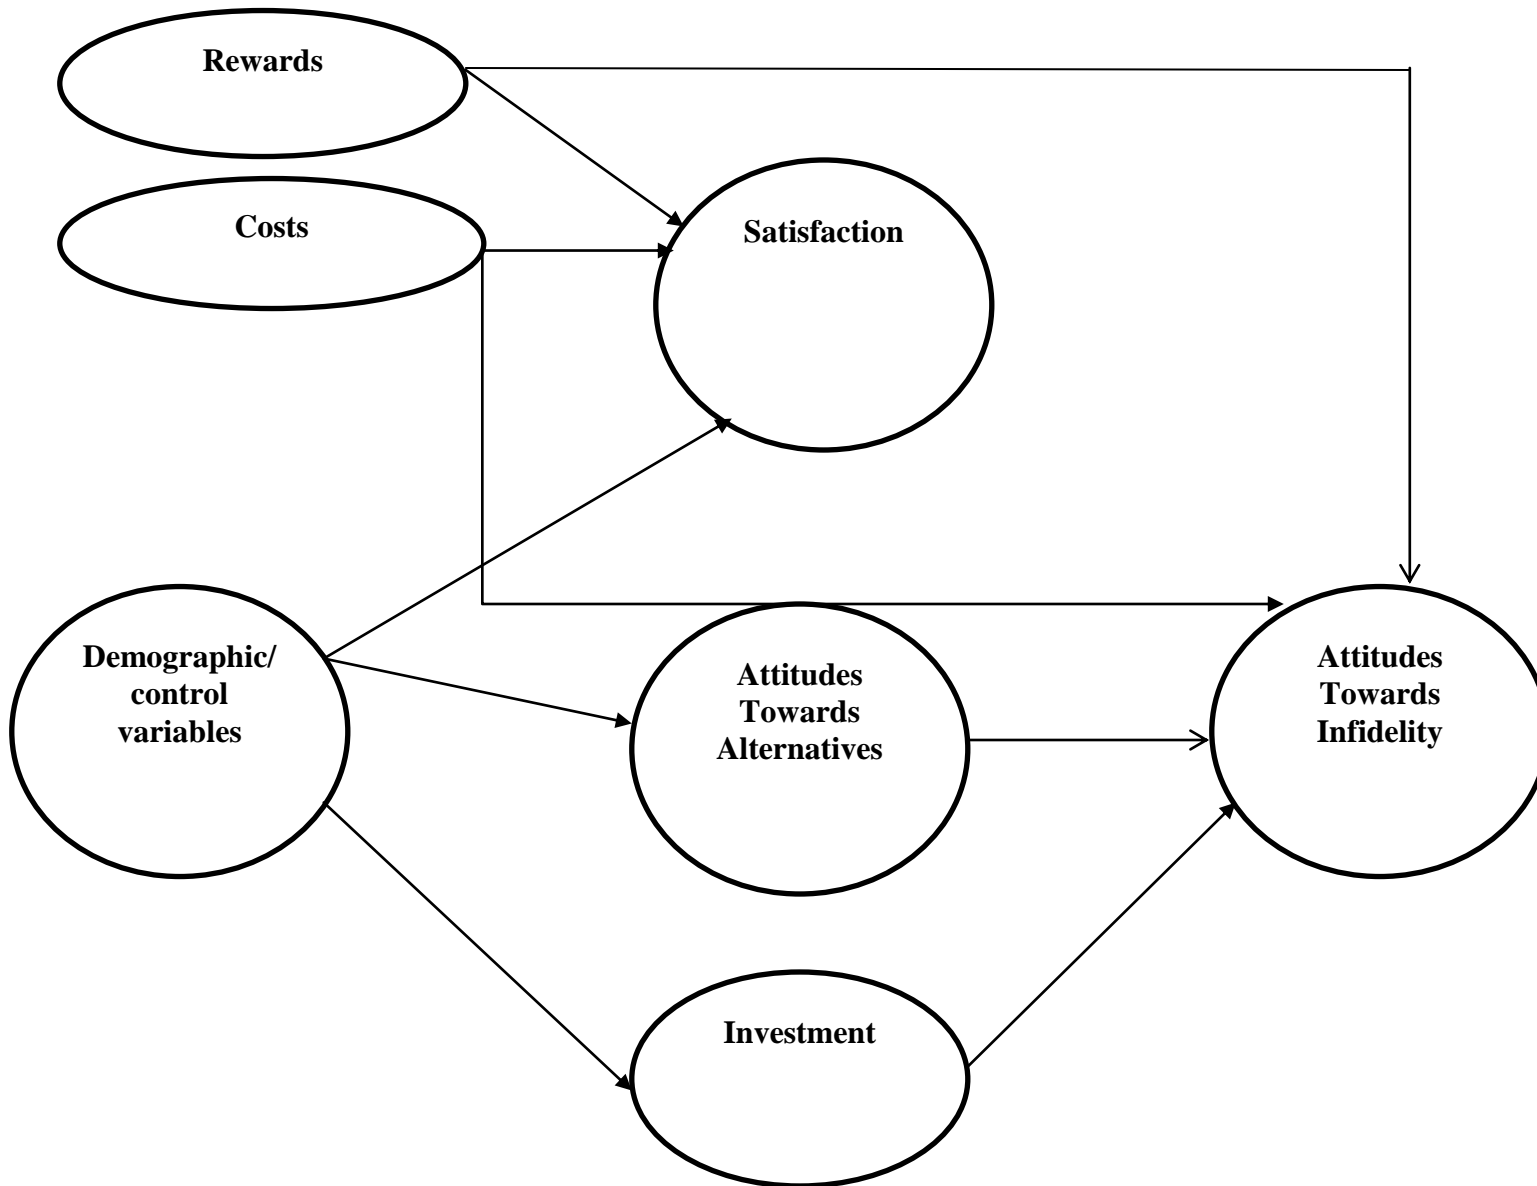 Rewards
Costs
Satisfaction
Demographic/
control
variables
Attitudes
Towards
Alternatives
Attitudes
Towards
Infidelity
Investment